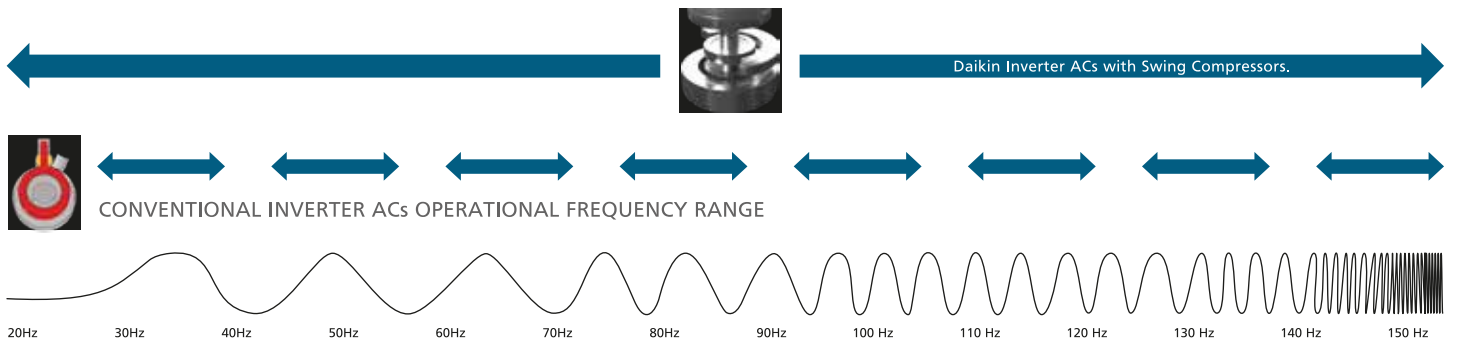 Daikin Inverter ACs with Swing Compressors.
CONVENTIONAL INVERTER ACs OPERATIONAL FREQUENCY RANGE
20Hz 30Hz 40Hz 50Hz 60Hz 70Hz 80Hz 90Hz 100 Hz 110 Hz 120 Hz 130 Hz 140 Hz 150 Hz